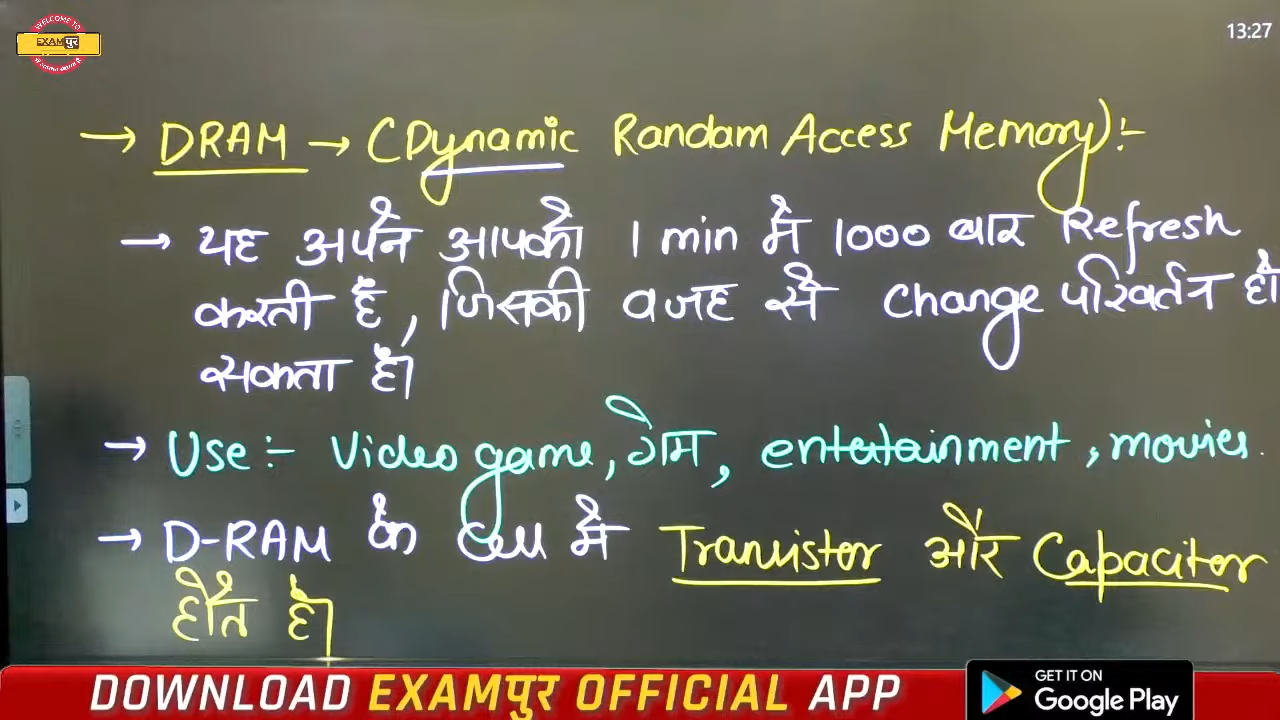 WELCOME TO
EXAMपुर
13:27
→ DRAM → (Dynamic Random Access Memory) :-
→ यह अपने आपको 1 min में 1000 बार Refresh
करती है, जिसकी वजह से change परिवर्तन हो
सकता है।
→ Use :- Video game, गेम, entertainment, movies.
→ D-RAM के Cell में Transistor और Capacitor
होते है।
DOWNLOAD EXAMपुर OFFICIAL APP
GET IT ON
Google Play